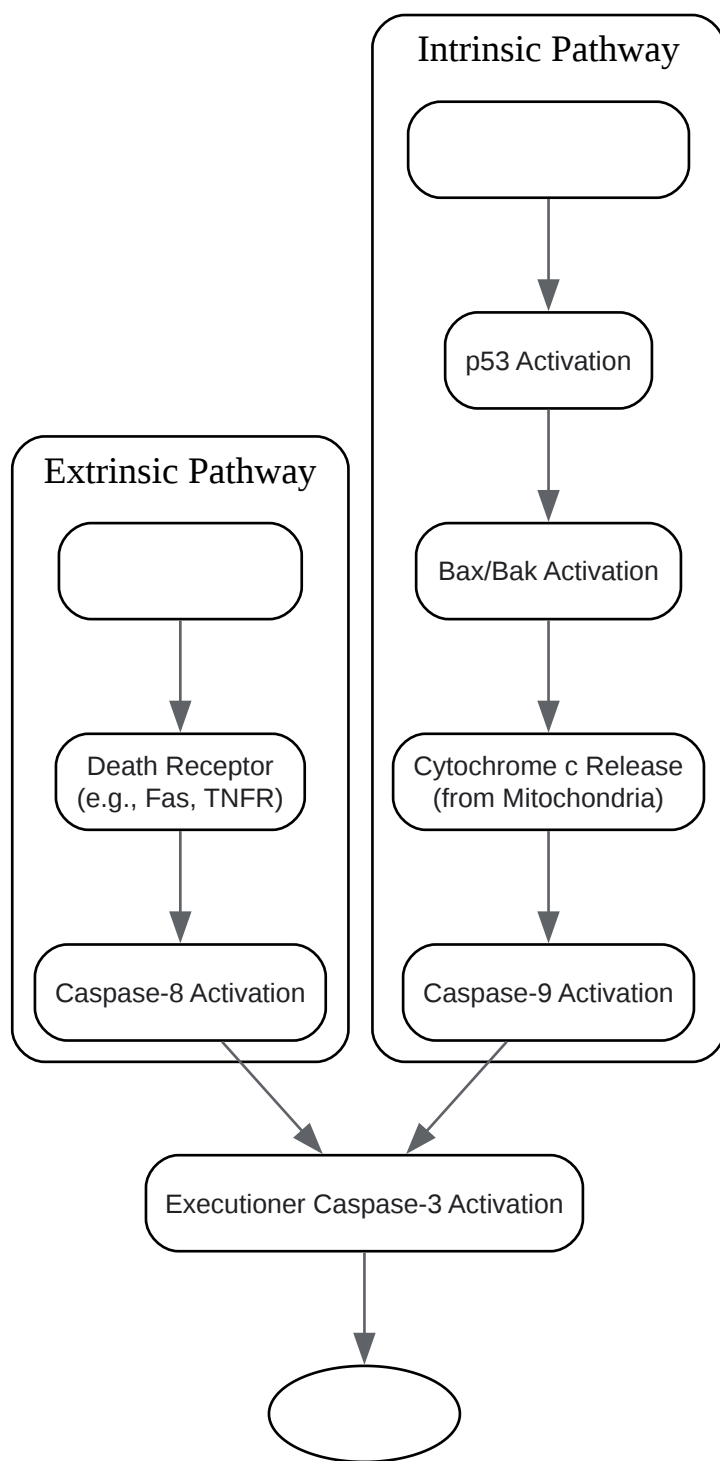 Intrinsic Pathway
p53 Activation
Extrinsic Pathway
Bax/Bak Activation
Death Receptor
(e.g., Fas, TNFR)
Cytochrome c Release
(from Mitochondria)
Caspase-8 Activation
Caspase-9 Activation
Executioner Caspase-3 Activation